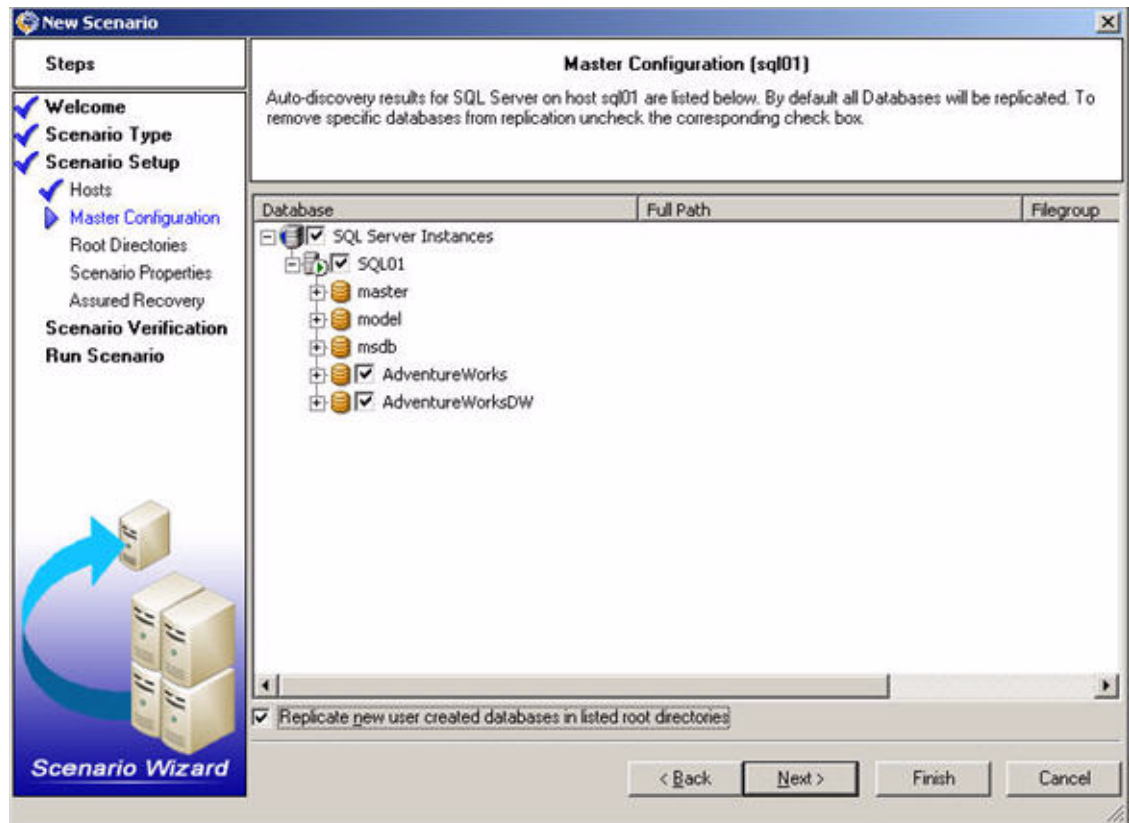 New Scenario
Steps
Welcome
Scenario Type
Scenario Setup
Hosts
Master Configuration
Root Directories
Scenario Properties
Assured Recovery
Scenario Verification
Run Scenario
Scenario Wizard
Master Configuration (sql01)
Auto-discovery results for SQL Server on host sql01 are listed below. By default all Databases will be replicated. To
remove specific databases from replication uncheck the corresponding check box.
Database Full Path Filegroup
SQL Server Instances
SQL01
master
model
msdb
AdventureWorks
AdventureWorksDW
Replicate new user created databases in listed root directories
< Back Next > Finish Cancel